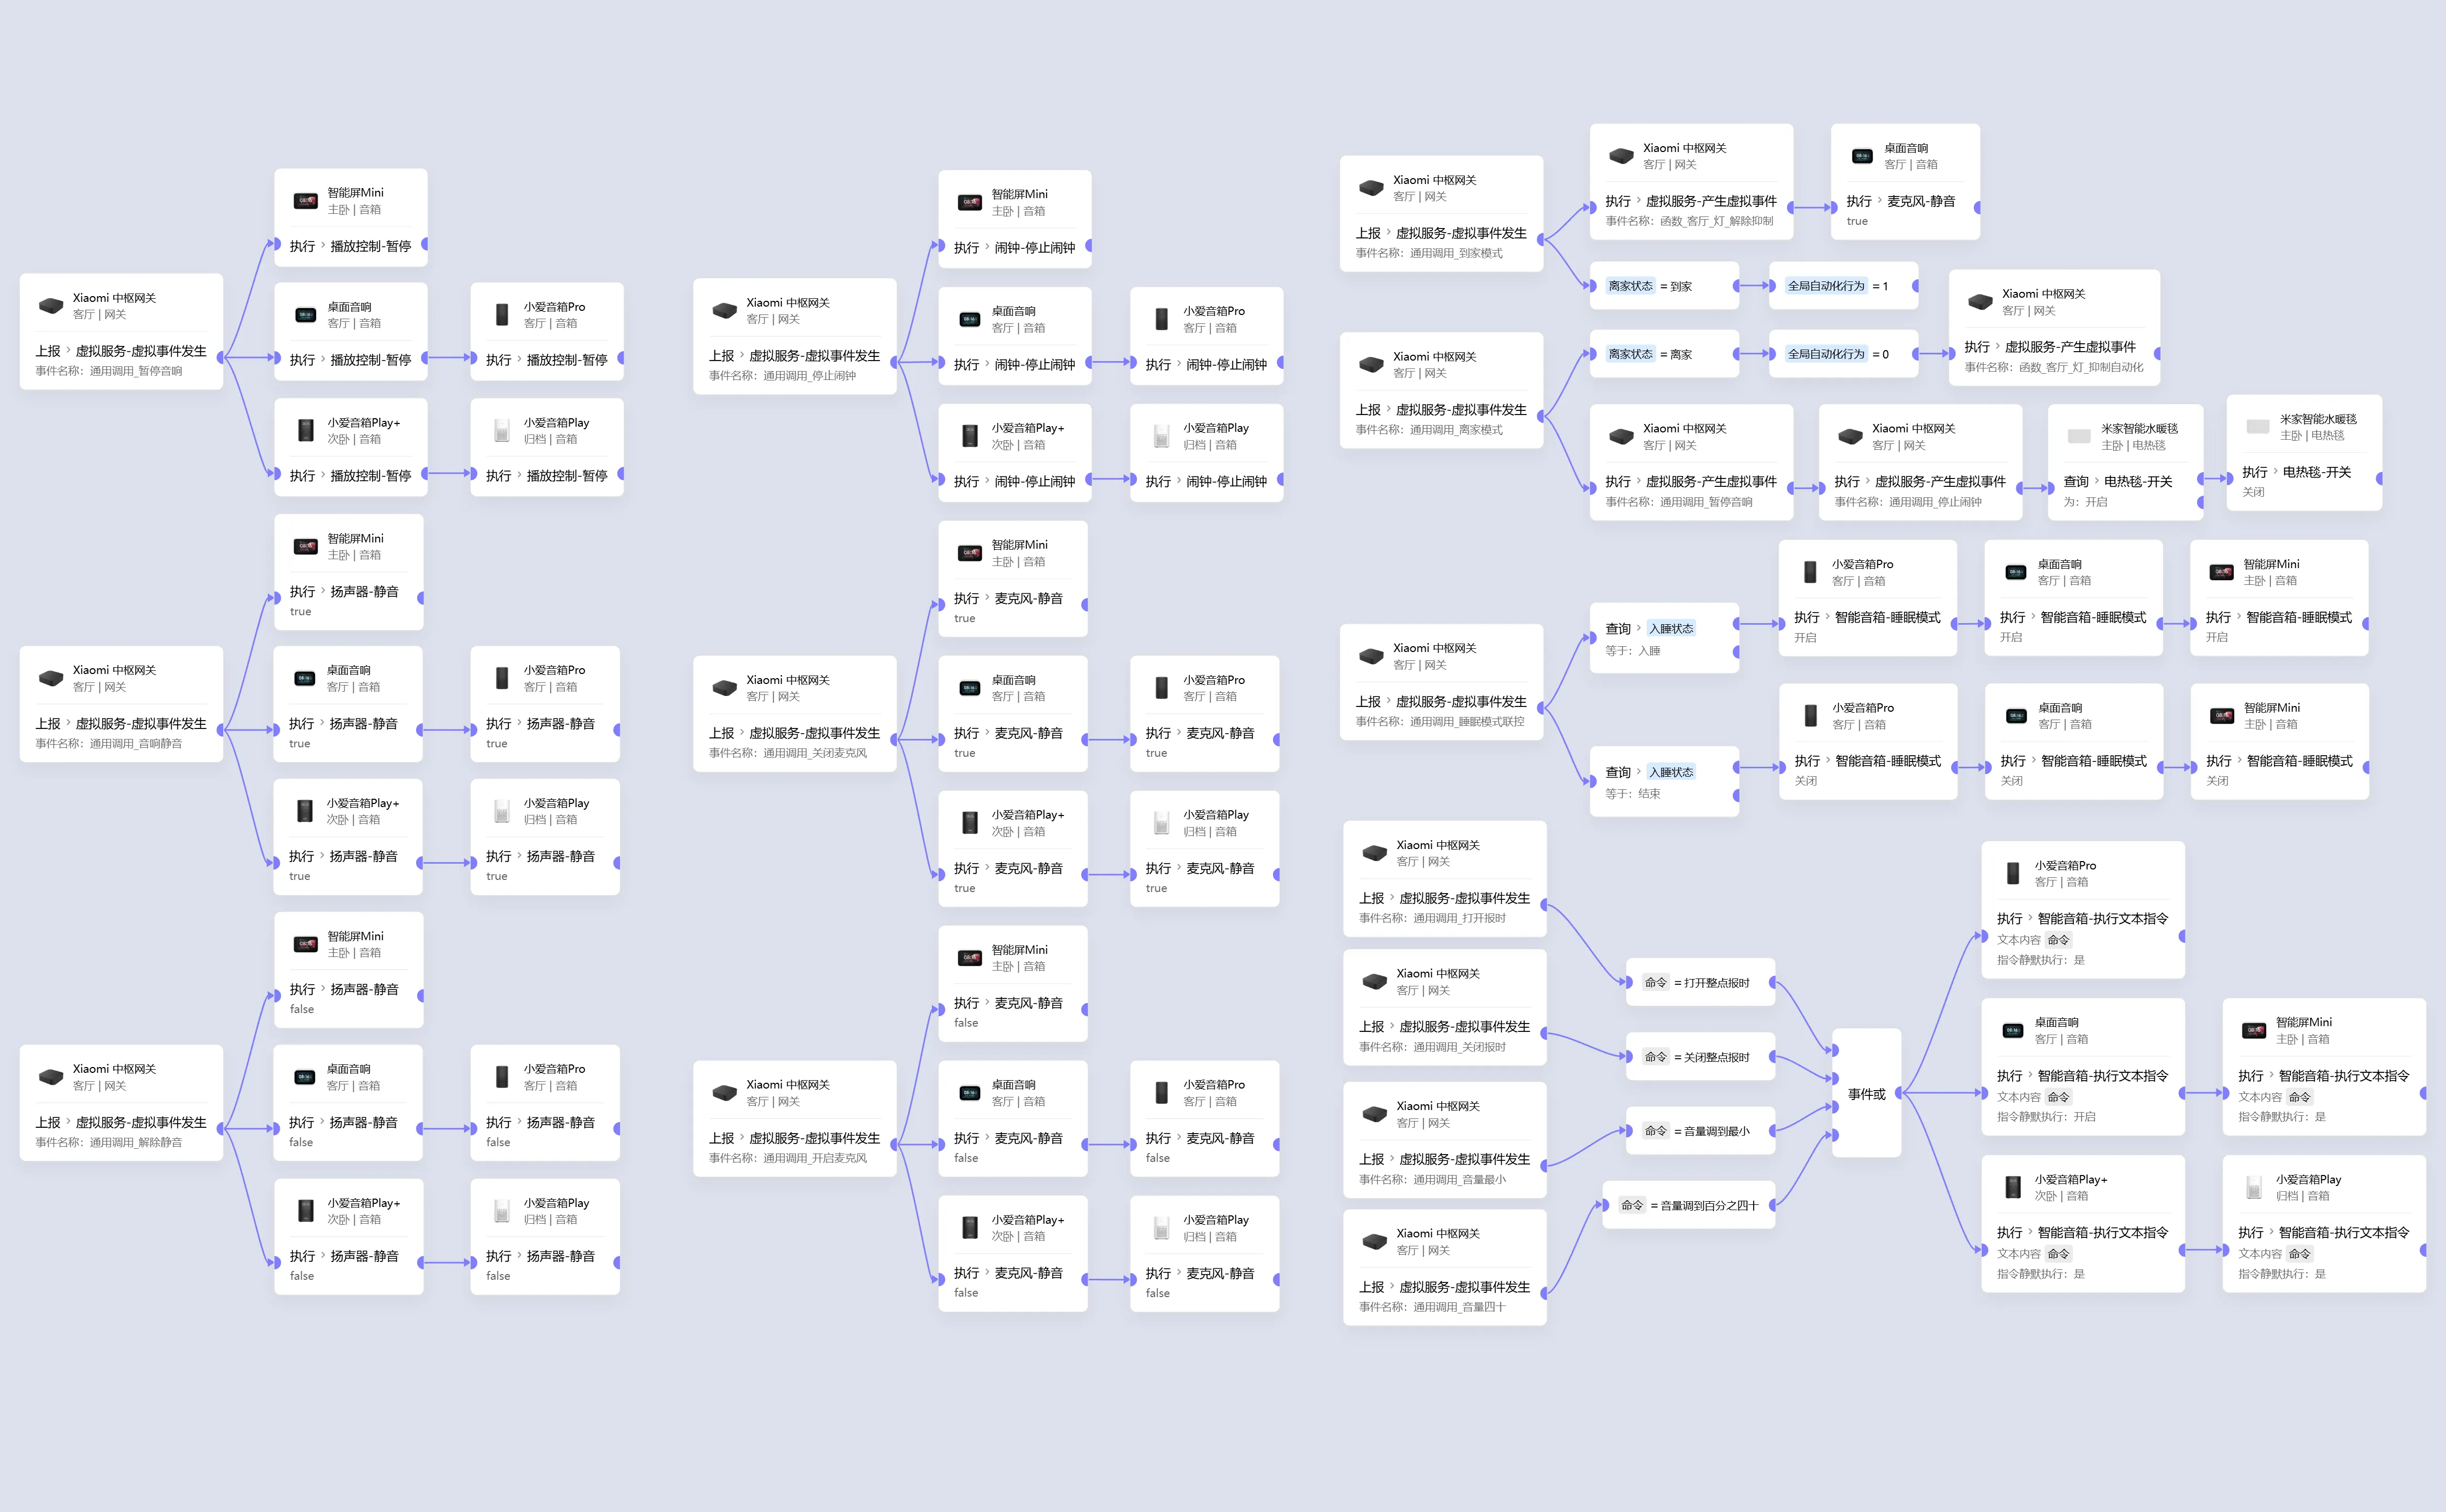 Xiaomi 中枢网关
客厅 | 网关
上报 › 虚拟服务-虚拟事件发生
事件名称：通用调用_暂停音响
智能屏Mini
主卧 | 音箱
执行 › 播放控制-暂停
桌面音响
客厅 | 音箱
执行 › 播放控制-暂停
小爱音箱Pro
客厅 | 音箱
执行 › 播放控制-暂停
小爱音箱Play+
次卧 | 音箱
执行 › 播放控制-暂停
小爱音箱Play
归档 | 音箱
执行 › 播放控制-暂停
Xiaomi 中枢网关
客厅 | 网关
上报 › 虚拟服务-虚拟事件发生
事件名称：通用调用_音响静音
智能屏Mini
主卧 | 音箱
执行 › 扬声器-静音
true
桌面音响
客厅 | 音箱
执行 › 扬声器-静音
true
小爱音箱Pro
客厅 | 音箱
执行 › 扬声器-静音
true
小爱音箱Play+
次卧 | 音箱
执行 › 扬声器-静音
true
小爱音箱Play
归档 | 音箱
执行 › 扬声器-静音
true
Xiaomi 中枢网关
客厅 | 网关
上报 › 虚拟服务-虚拟事件发生
事件名称：通用调用_解除静音
智能屏Mini
主卧 | 音箱
执行 › 扬声器-静音
false
桌面音响
客厅 | 音箱
执行 › 扬声器-静音
false
小爱音箱Pro
客厅 | 音箱
执行 › 扬声器-静音
false
小爱音箱Play+
次卧 | 音箱
执行 › 扬声器-静音
false
小爱音箱Play
归档 | 音箱
执行 › 扬声器-静音
false
Xiaomi 中枢网关
客厅 | 网关
上报 › 虚拟服务-虚拟事件发生
事件名称：通用调用_停止闹钟
智能屏Mini
主卧 | 音箱
执行 › 闹钟-停止闹钟
桌面音响
客厅 | 音箱
执行 › 闹钟-停止闹钟
小爱音箱Pro
客厅 | 音箱
执行 › 闹钟-停止闹钟
小爱音箱Play+
次卧 | 音箱
执行 › 闹钟-停止闹钟
小爱音箱Play
归档 | 音箱
执行 › 闹钟-停止闹钟
Xiaomi 中枢网关
客厅 | 网关
上报 › 虚拟服务-虚拟事件发生
事件名称：通用调用_关闭麦克风
智能屏Mini
主卧 | 音箱
执行 › 麦克风-静音
true
桌面音响
客厅 | 音箱
执行 › 麦克风-静音
true
小爱音箱Pro
客厅 | 音箱
执行 › 麦克风-静音
true
小爱音箱Play+
次卧 | 音箱
执行 › 麦克风-静音
true
小爱音箱Play
归档 | 音箱
执行 › 麦克风-静音
true
Xiaomi 中枢网关
客厅 | 网关
上报 › 虚拟服务-虚拟事件发生
事件名称：通用调用_开启麦克风
智能屏Mini
主卧 | 音箱
执行 › 麦克风-静音
false
桌面音响
客厅 | 音箱
执行 › 麦克风-静音
false
小爱音箱Pro
客厅 | 音箱
执行 › 麦克风-静音
false
小爱音箱Play+
次卧 | 音箱
执行 › 麦克风-静音
false
小爱音箱Play
归档 | 音箱
执行 › 麦克风-静音
false
Xiaomi 中枢网关
客厅 | 网关
上报 › 虚拟服务-虚拟事件发生
事件名称：通用调用_到家模式
Xiaomi 中枢网关
客厅 | 网关
执行 › 虚拟服务-产生虚拟事件
事件名称：函数_客厅_灯_解除抑制
桌面音响
客厅 | 音箱
执行 › 麦克风-静音
true
离家状态 = 到家
全局自动化行为 = 1
Xiaomi 中枢网关
客厅 | 网关
上报 › 虚拟服务-虚拟事件发生
事件名称：通用调用_离家模式
离家状态 = 离家
全局自动化行为 = 0
Xiaomi 中枢网关
客厅 | 网关
执行 › 虚拟服务-产生虚拟事件
事件名称：函数_客厅_灯_抑制自动化
Xiaomi 中枢网关
客厅 | 网关
执行 › 虚拟服务-产生虚拟事件
事件名称：通用调用_暂停音响
Xiaomi 中枢网关
客厅 | 网关
执行 › 虚拟服务-产生虚拟事件
事件名称：通用调用_停止闹钟
米家智能水暖毯
主卧 | 电热毯
查询 › 电热毯-开关
为：开启
米家智能水暖毯
主卧 | 电热毯
执行 › 电热毯-开关
关闭
Xiaomi 中枢网关
客厅 | 网关
上报 › 虚拟服务-虚拟事件发生
事件名称：通用调用_睡眠模式联控
查询 › 入睡状态
等于：入睡
小爱音箱Pro
客厅 | 音箱
执行 › 智能音箱-睡眠模式
开启
桌面音响
客厅 | 音箱
执行 › 智能音箱-睡眠模式
开启
智能屏Mini
主卧 | 音箱
执行 › 智能音箱-睡眠模式
开启
查询 › 入睡状态
等于：结束
小爱音箱Pro
客厅 | 音箱
执行 › 智能音箱-睡眠模式
关闭
桌面音响
客厅 | 音箱
执行 › 智能音箱-睡眠模式
关闭
智能屏Mini
主卧 | 音箱
执行 › 智能音箱-睡眠模式
关闭
Xiaomi 中枢网关
客厅 | 网关
上报 › 虚拟服务-虚拟事件发生
事件名称：通用调用_打开报时
Xiaomi 中枢网关
客厅 | 网关
上报 › 虚拟服务-虚拟事件发生
事件名称：通用调用_关闭报时
Xiaomi 中枢网关
客厅 | 网关
上报 › 虚拟服务-虚拟事件发生
事件名称：通用调用_音量最小
Xiaomi 中枢网关
客厅 | 网关
上报 › 虚拟服务-虚拟事件发生
事件名称：通用调用_音量四十
命令 = 打开整点报时
命令 = 关闭整点报时
命令 = 音量调到最小
命令 = 音量调到百分之四十
事件或
小爱音箱Pro
客厅 | 音箱
执行 › 智能音箱-执行文本指令
文本内容 命令
指令静默执行：是
桌面音响
客厅 | 音箱
执行 › 智能音箱-执行文本指令
文本内容 命令
指令静默执行：开启
智能屏Mini
主卧 | 音箱
执行 › 智能音箱-执行文本指令
文本内容 命令
指令静默执行：是
小爱音箱Play+
次卧 | 音箱
执行 › 智能音箱-执行文本指令
文本内容 命令
指令静默执行：是
小爱音箱Play
归档 | 音箱
执行 › 智能音箱-执行文本指令
文本内容 命令
指令静默执行：是